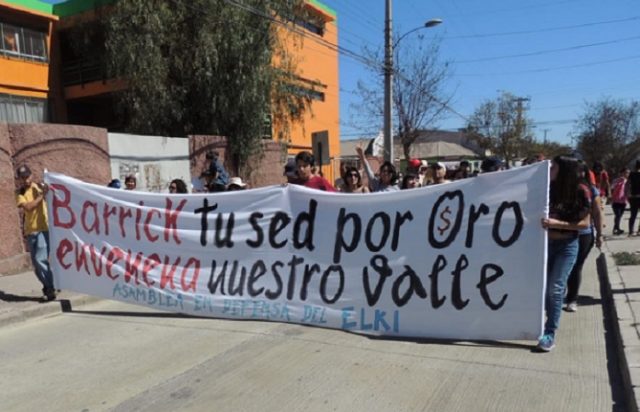 Barrick tu sed por Oro
envenena nuestro valle
ASAMBLEA EN DEFENSA DEL ELKI